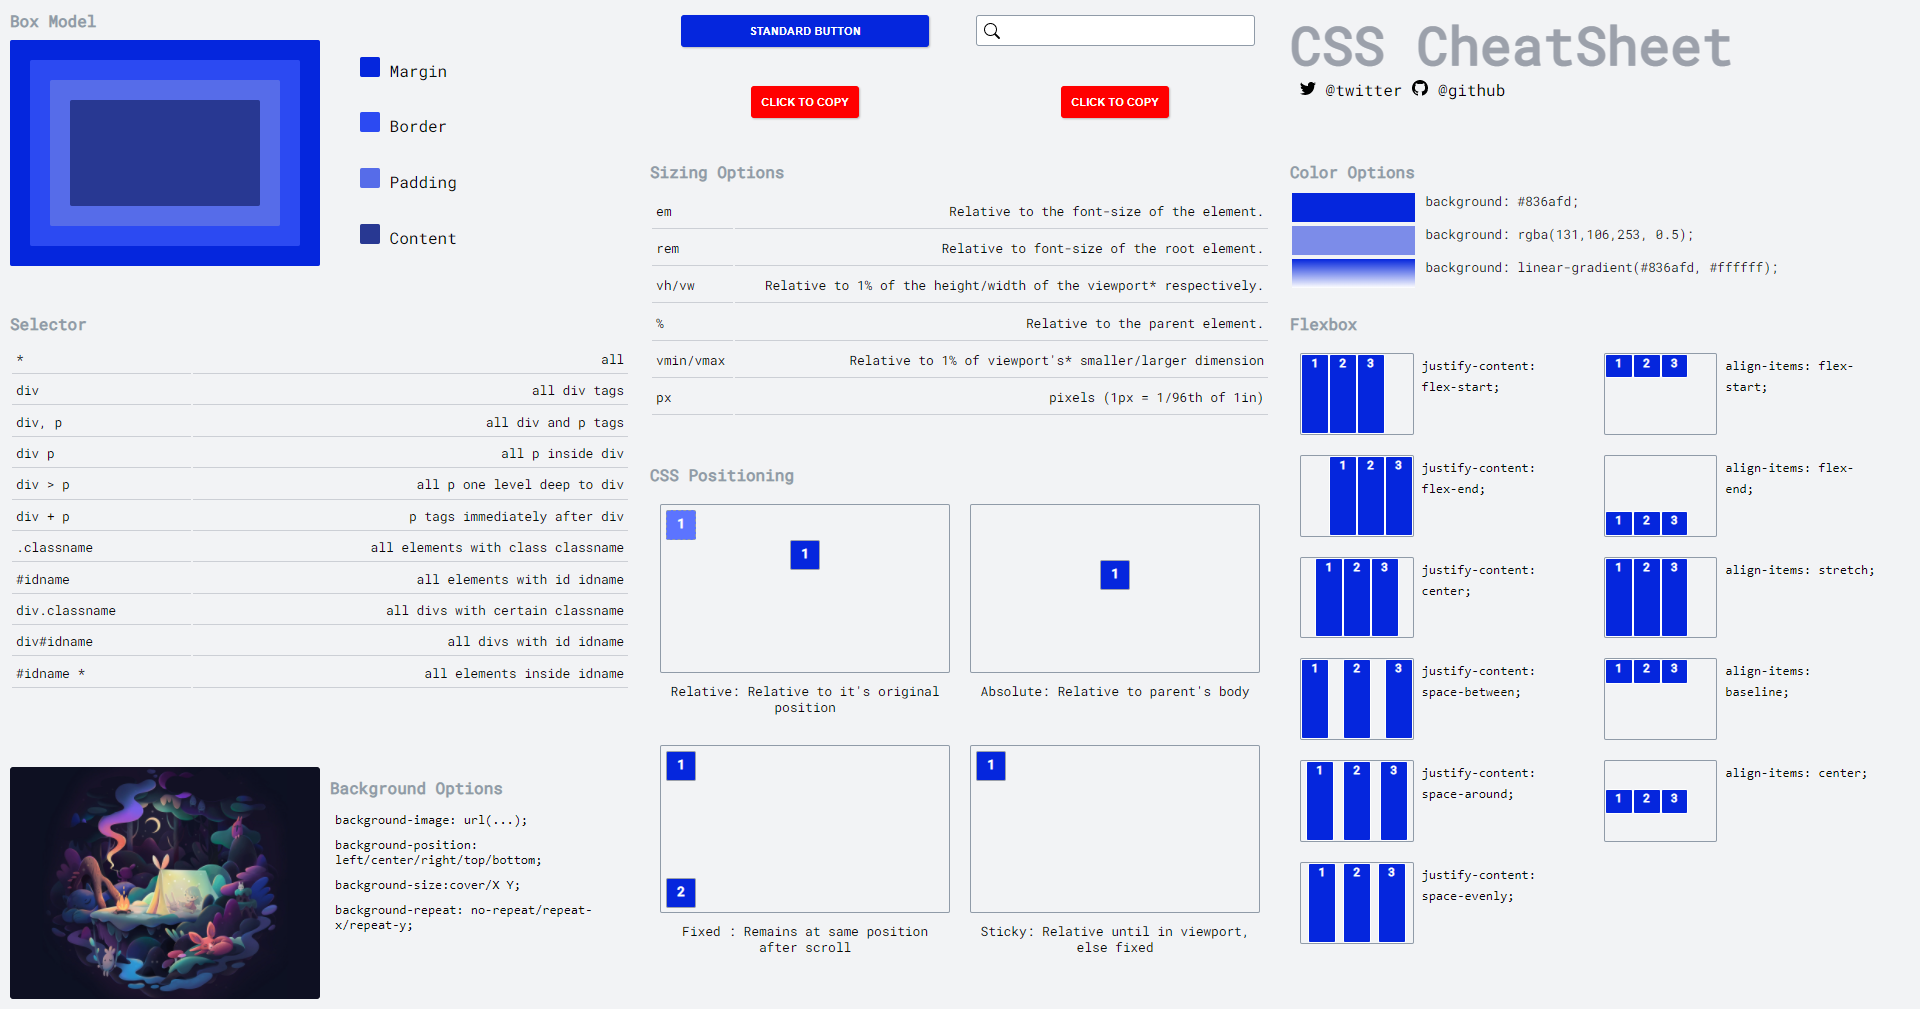 Box Model
Margin
Border
Padding
Content
Selector
* all
div all div tags
div, p all div and p tags
div p all p inside div
div > p all p one level deep to div
div + p p tags immediately after div
.classname all elements with class classname
#idname all elements with id idname
div.classname all divs with certain classname
div#idname all divs with id idname
#idname * all elements inside idname
Background Options
background-image: url(...);
background-position:
left/center/right/top/bottom;
background-size:cover/X Y;
background-repeat: no-repeat/repeat-
x/repeat-y;
STANDARD BUTTON
CLICK TO COPY
CLICK TO COPY
Sizing Options
em Relative to the font-size of the element.
rem Relative to font-size of the root element.
vh/vw Relative to 1% of the height/width of the viewport* respectively.
% Relative to the parent element.
vmin/vmax Relative to 1% of viewport's* smaller/larger dimension
px pixels (1px = 1/96th of 1in)
CSS Positioning
1
1
Relative: Relative to it's original
position
1
Absolute: Relative to parent's body
1
2
Fixed : Remains at same position
after scroll
1
Sticky: Relative until in viewport,
else fixed
CSS CheatSheet
@twitter @github
Color Options
background: #836afd;
background: rgba(131,106,253, 0.5);
background: linear-gradient(#836afd, #ffffff);
Flexbox
1 2 3
justify-content:
flex-start;
1 2 3
align-items: flex-
start;
1 2 3
justify-content:
flex-end;
1 2 3
align-items: flex-
end;
1 2 3
justify-content:
center;
1 2 3
align-items: stretch;
1 2 3
justify-content:
space-between;
1 2 3
align-items:
baseline;
1 2 3
justify-content:
space-around;
1 2 3
align-items: center;
1 2 3
justify-content:
space-evenly;